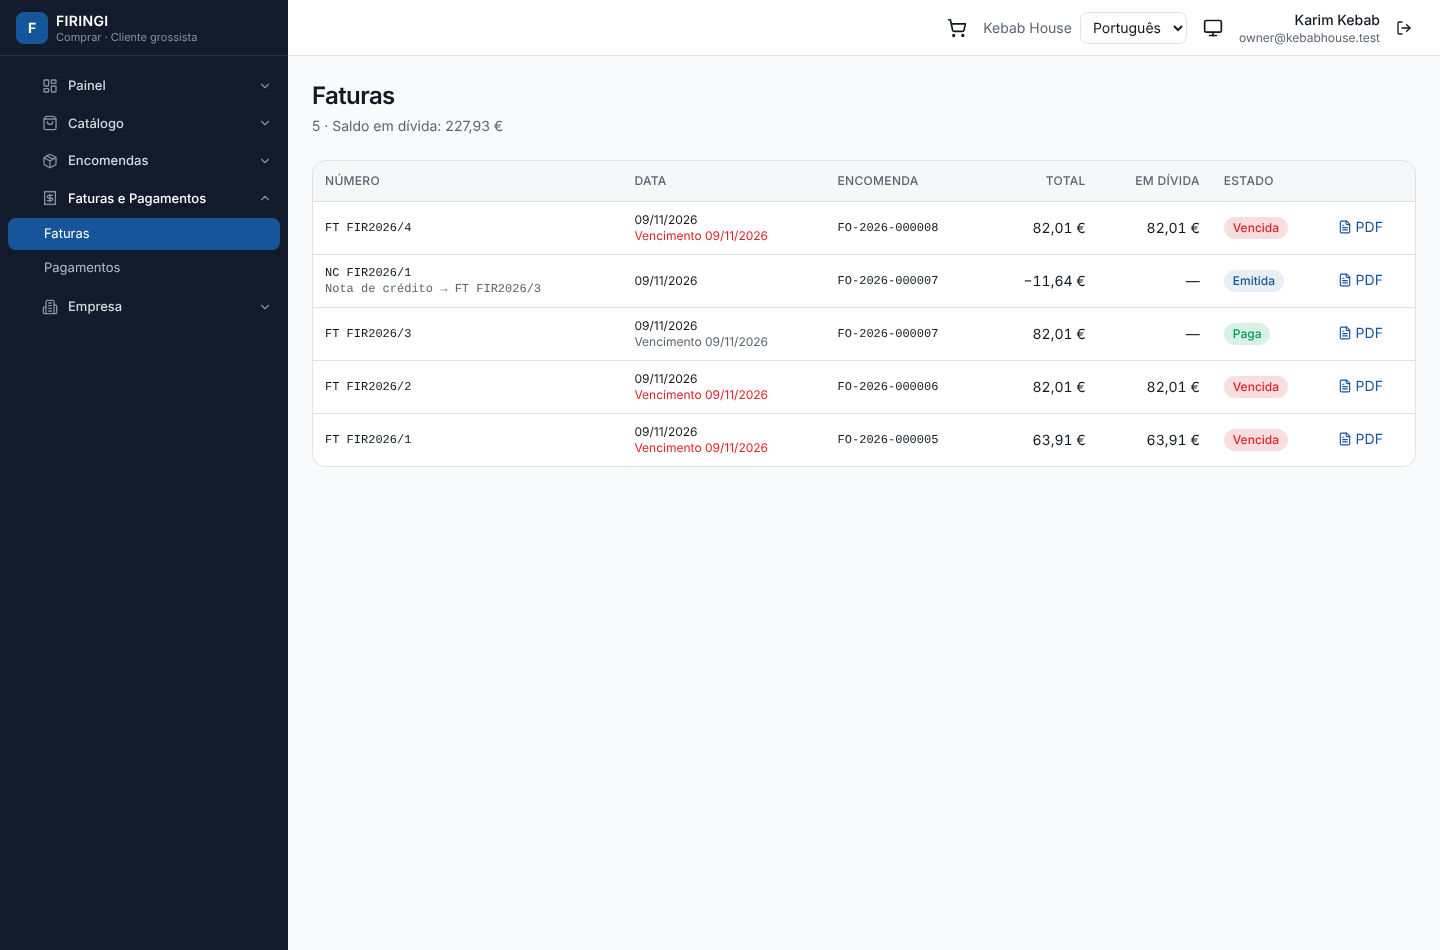 F
FIRINGI
Comprar · Cliente grossista
Painel
Catálogo
Encomendas
Faturas e Pagamentos
Faturas
Pagamentos
Empresa
Kebab House
Português
Karim Kebab
owner@kebabhouse.test
Faturas
5 · Saldo em dívida: 227,93 €
NÚMERO DATA ENCOMENDA TOTAL EM DÍVIDA ESTADO
FT FIR2026/4 09/11/2026 FO-2026-000008 82,01 € 82,01 € Vencida PDF
Vencimento 09/11/2026
NC FIR2026/1 09/11/2026 FO-2026-000007 −11,64 € — Emitida PDF
Nota de crédito → FT FIR2026/3
FT FIR2026/3 09/11/2026 FO-2026-000007 82,01 € — Paga PDF
Vencimento 09/11/2026
FT FIR2026/2 09/11/2026 FO-2026-000006 82,01 € 82,01 € Vencida PDF
Vencimento 09/11/2026
FT FIR2026/1 09/11/2026 FO-2026-000005 63,91 € 63,91 € Vencida PDF
Vencimento 09/11/2026